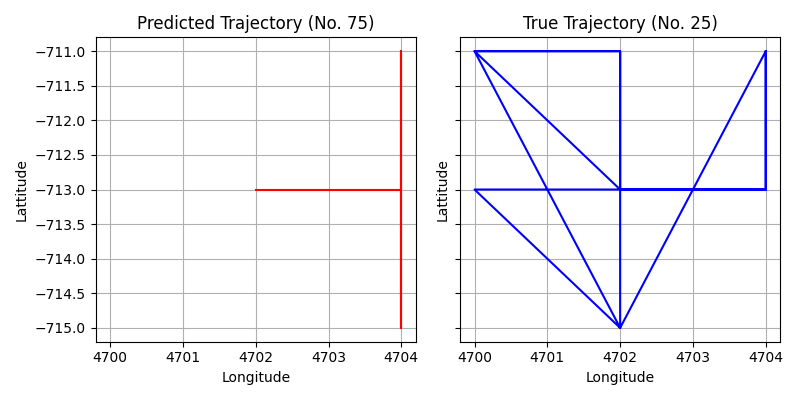 Predicted Trajectory (No. 75)
−711.0
−711.5
−712.0
−712.5
−713.0
−713.5
−714.0
−714.5
−715.0
Lattitude
4700 4701 4702 4703 4704
Longitude
True Trajectory (No. 25)
Lattitude
4700 4701 4702 4703 4704
Longitude